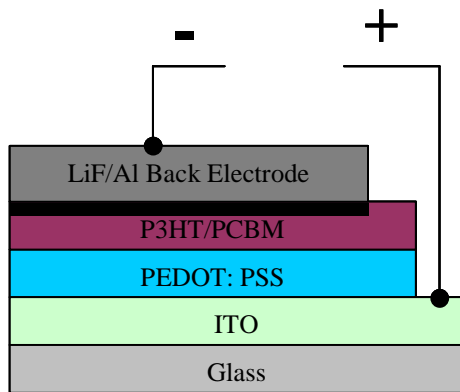 - +
LiF/Al Back Electrode
P3HT/PCBM
PEDOT: PSS
ITO
Glass